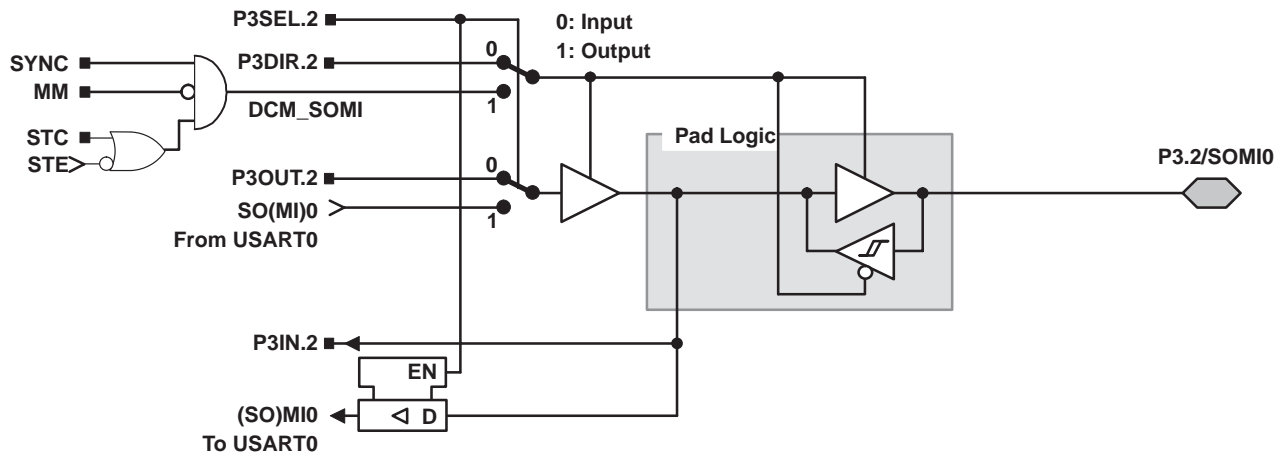 P3SEL.2
0: Input
1: Output
SYNC
P3DIR.2
0
MM
1
DCM_SOMI
STC
STE
Pad Logic
P3.2/SOMI0
P3OUT.2
0
SO(MI)0
1
From USART0
P3IN.2
EN
(SO)MI0
D
To USART0